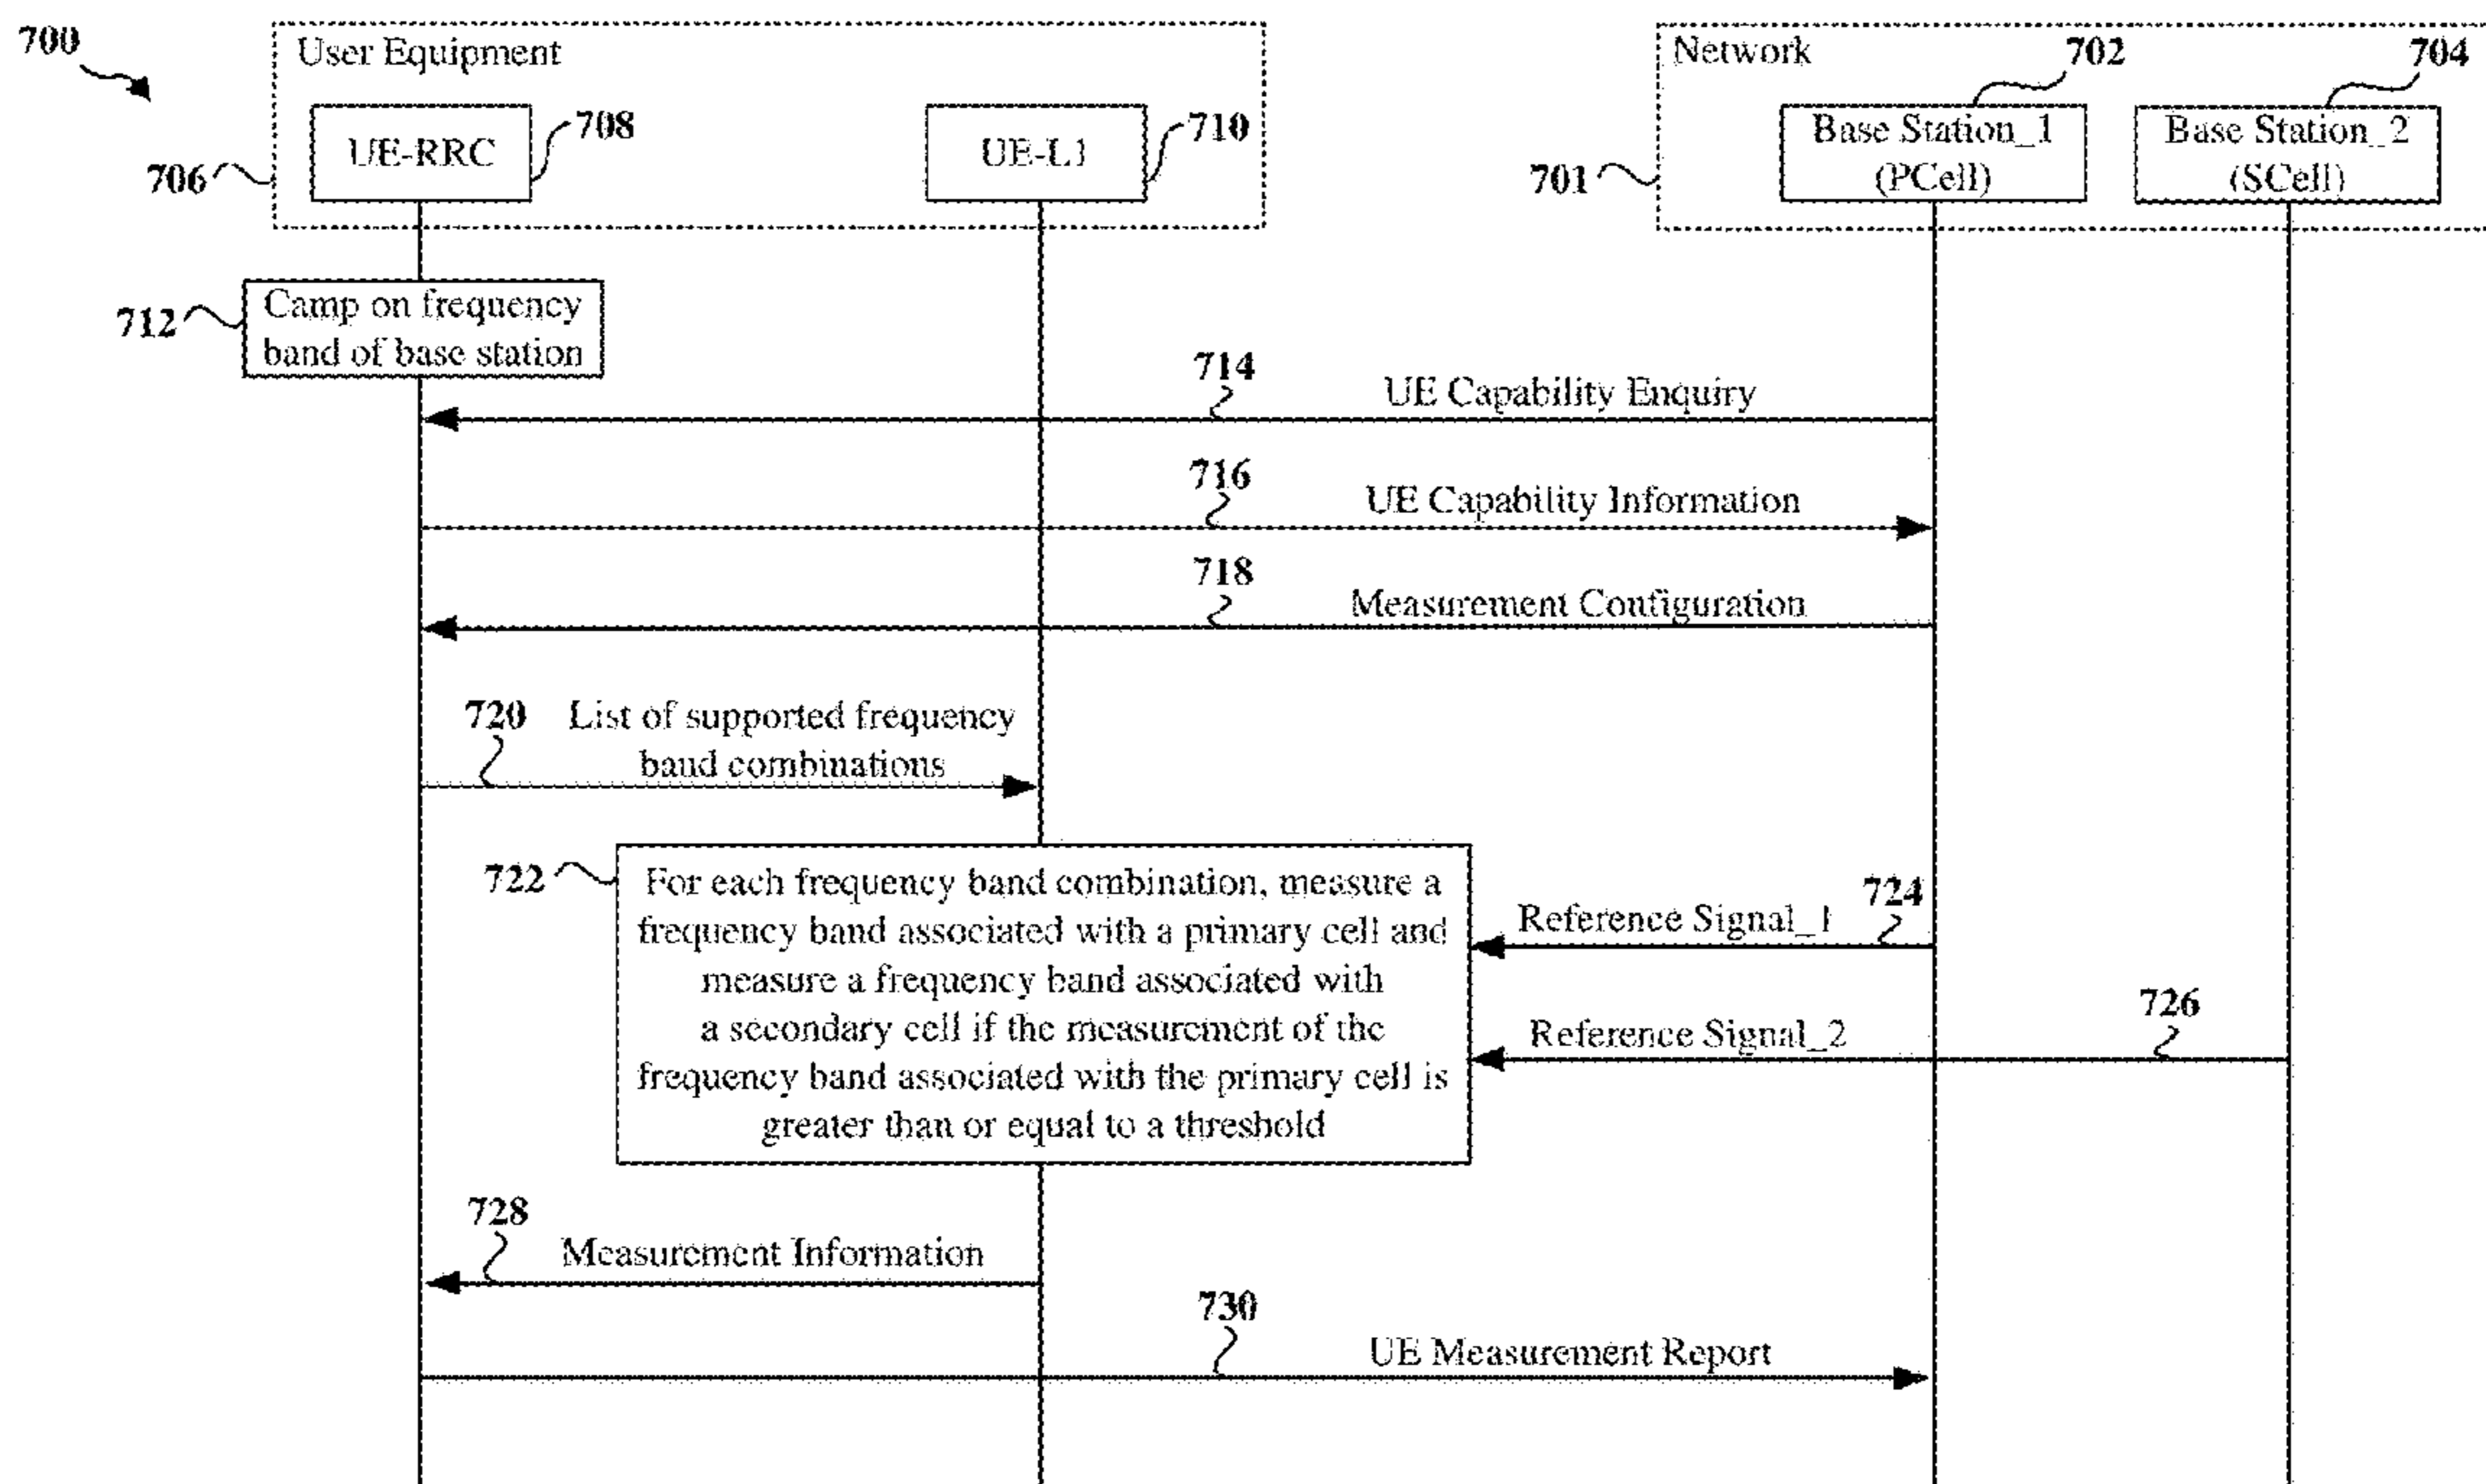 700
User Equipment
Network
702
704
UE-RRC
708
UE-L1
710
Base Station_1
(PCell)
Base Station_2
(SCell)
706
701
712
Camp on frequency
band of base station
714
UE Capability Enquiry
716
UE Capability Information
718
Measurement Configuration
720
List of supported frequency
band combinations
722
For each frequency band combination, measure a
frequency band associated with a primary cell and
measure a frequency band associated with
a secondary cell if the measurement of the
frequency band associated with the primary cell is
greater than or equal to a threshold
724
Reference Signal_1
726
Reference Signal_2
728
Measurement Information
730
UE Measurement Report